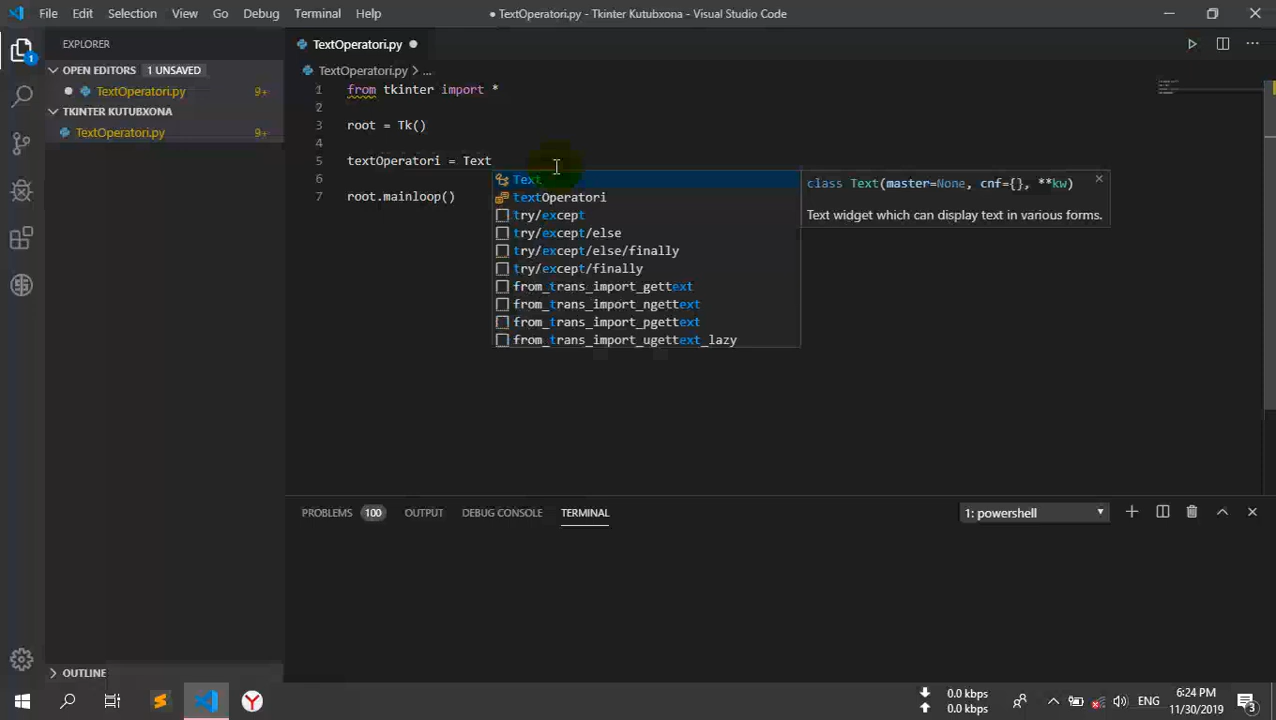 File Edit Selection View Go Debug Terminal Help
● TextOperatori.py - Tkinter Kutubxona - Visual Studio Code
EXPLORER
OPEN EDITORS 1 UNSAVED
TextOperatori.py 9+
TKINTER KUTUBXONA
TextOperatori.py 9+
OUTLINE
1
TextOperatori.py
TextOperatori.py > ...
1 from tkinter import *
2
3 root = Tk()
4
5 textOperatori = Text
6
7 root.mainloop()
Text
textOperatori
try/except
try/except/else
try/except/else/finally
try/except/finally
from_trans_import_gettext
from_trans_import_ngettext
from_trans_import_pgettext
from_trans_import_ugettext_lazy
class Text(master=None, cnf={}, **kw)
Text widget which can display text in various forms.
PROBLEMS 100 OUTPUT DEBUG CONSOLE TERMINAL
1: powershell
0.0 kbps
0.0 kbps
ENG
6:24 PM
11/30/2019
3